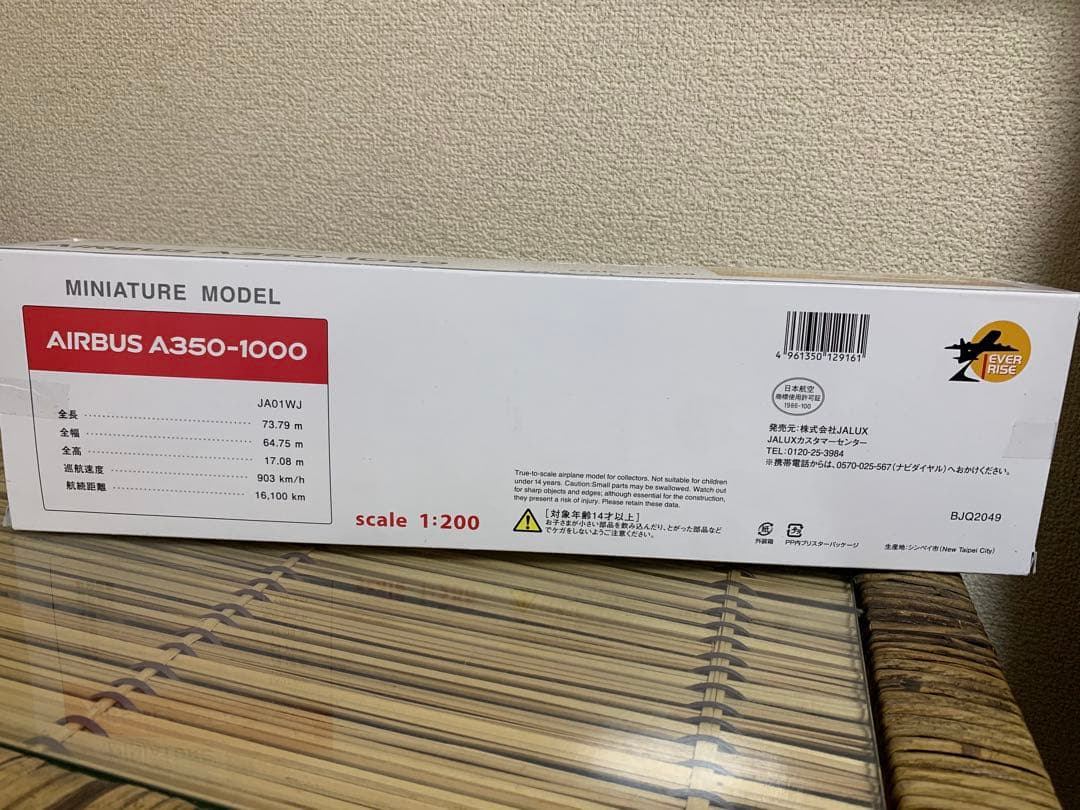 AIRBUS A350-1000
MINIATURE MODEL
AIRBUS A350-1000
JA01WJ
全長 73.79 m
全幅 64.75 m
全高 17.08 m
巡航速度 903 km/h
航続距離 16,100 km
scale 1:200
True-to-scale airplane model for collectors. Not suitable for children
under 14 years. Caution:Small parts may be swallowed. Watch out
for sharp objects and edges; although essential for the construction,
they present a risk of injury. Please retain these data.
[対象年齢14才以上]
お子さまが小さい部品を飲み込んだり、とがった部品など
でケガをしないようご注意ください。
4 961350 129161
日本航空
商標使用許可証
1986-100
発売元:株式会社JALUX
JALUXカスタマーセンター
TEL:0120-25-3984
※携帯電話からは、0570-025-567(ナビダイヤル)へおかけください。
EVER
RISE
BJQ2049
紙
外装箱
プラ
PP内ブリスターパッケージ
生産地:シンペイ市(New Taipei City)